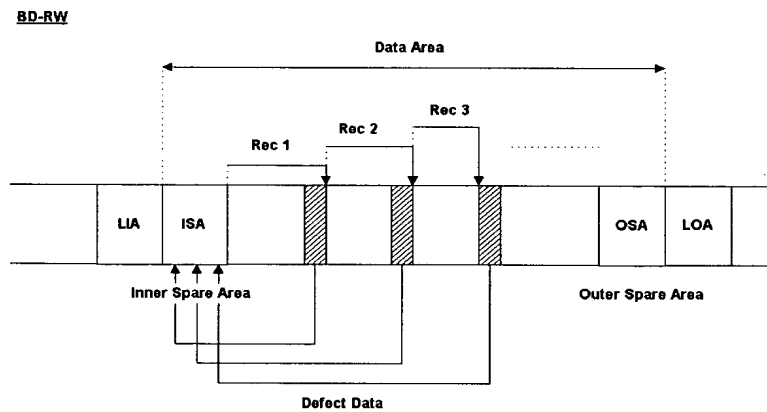 BD-RW
Data Area
Rec 1
Rec 2
Rec 3
LIA
ISA
OSA
LOA
Inner Spare Area
Outer Spare Area
Defect Data